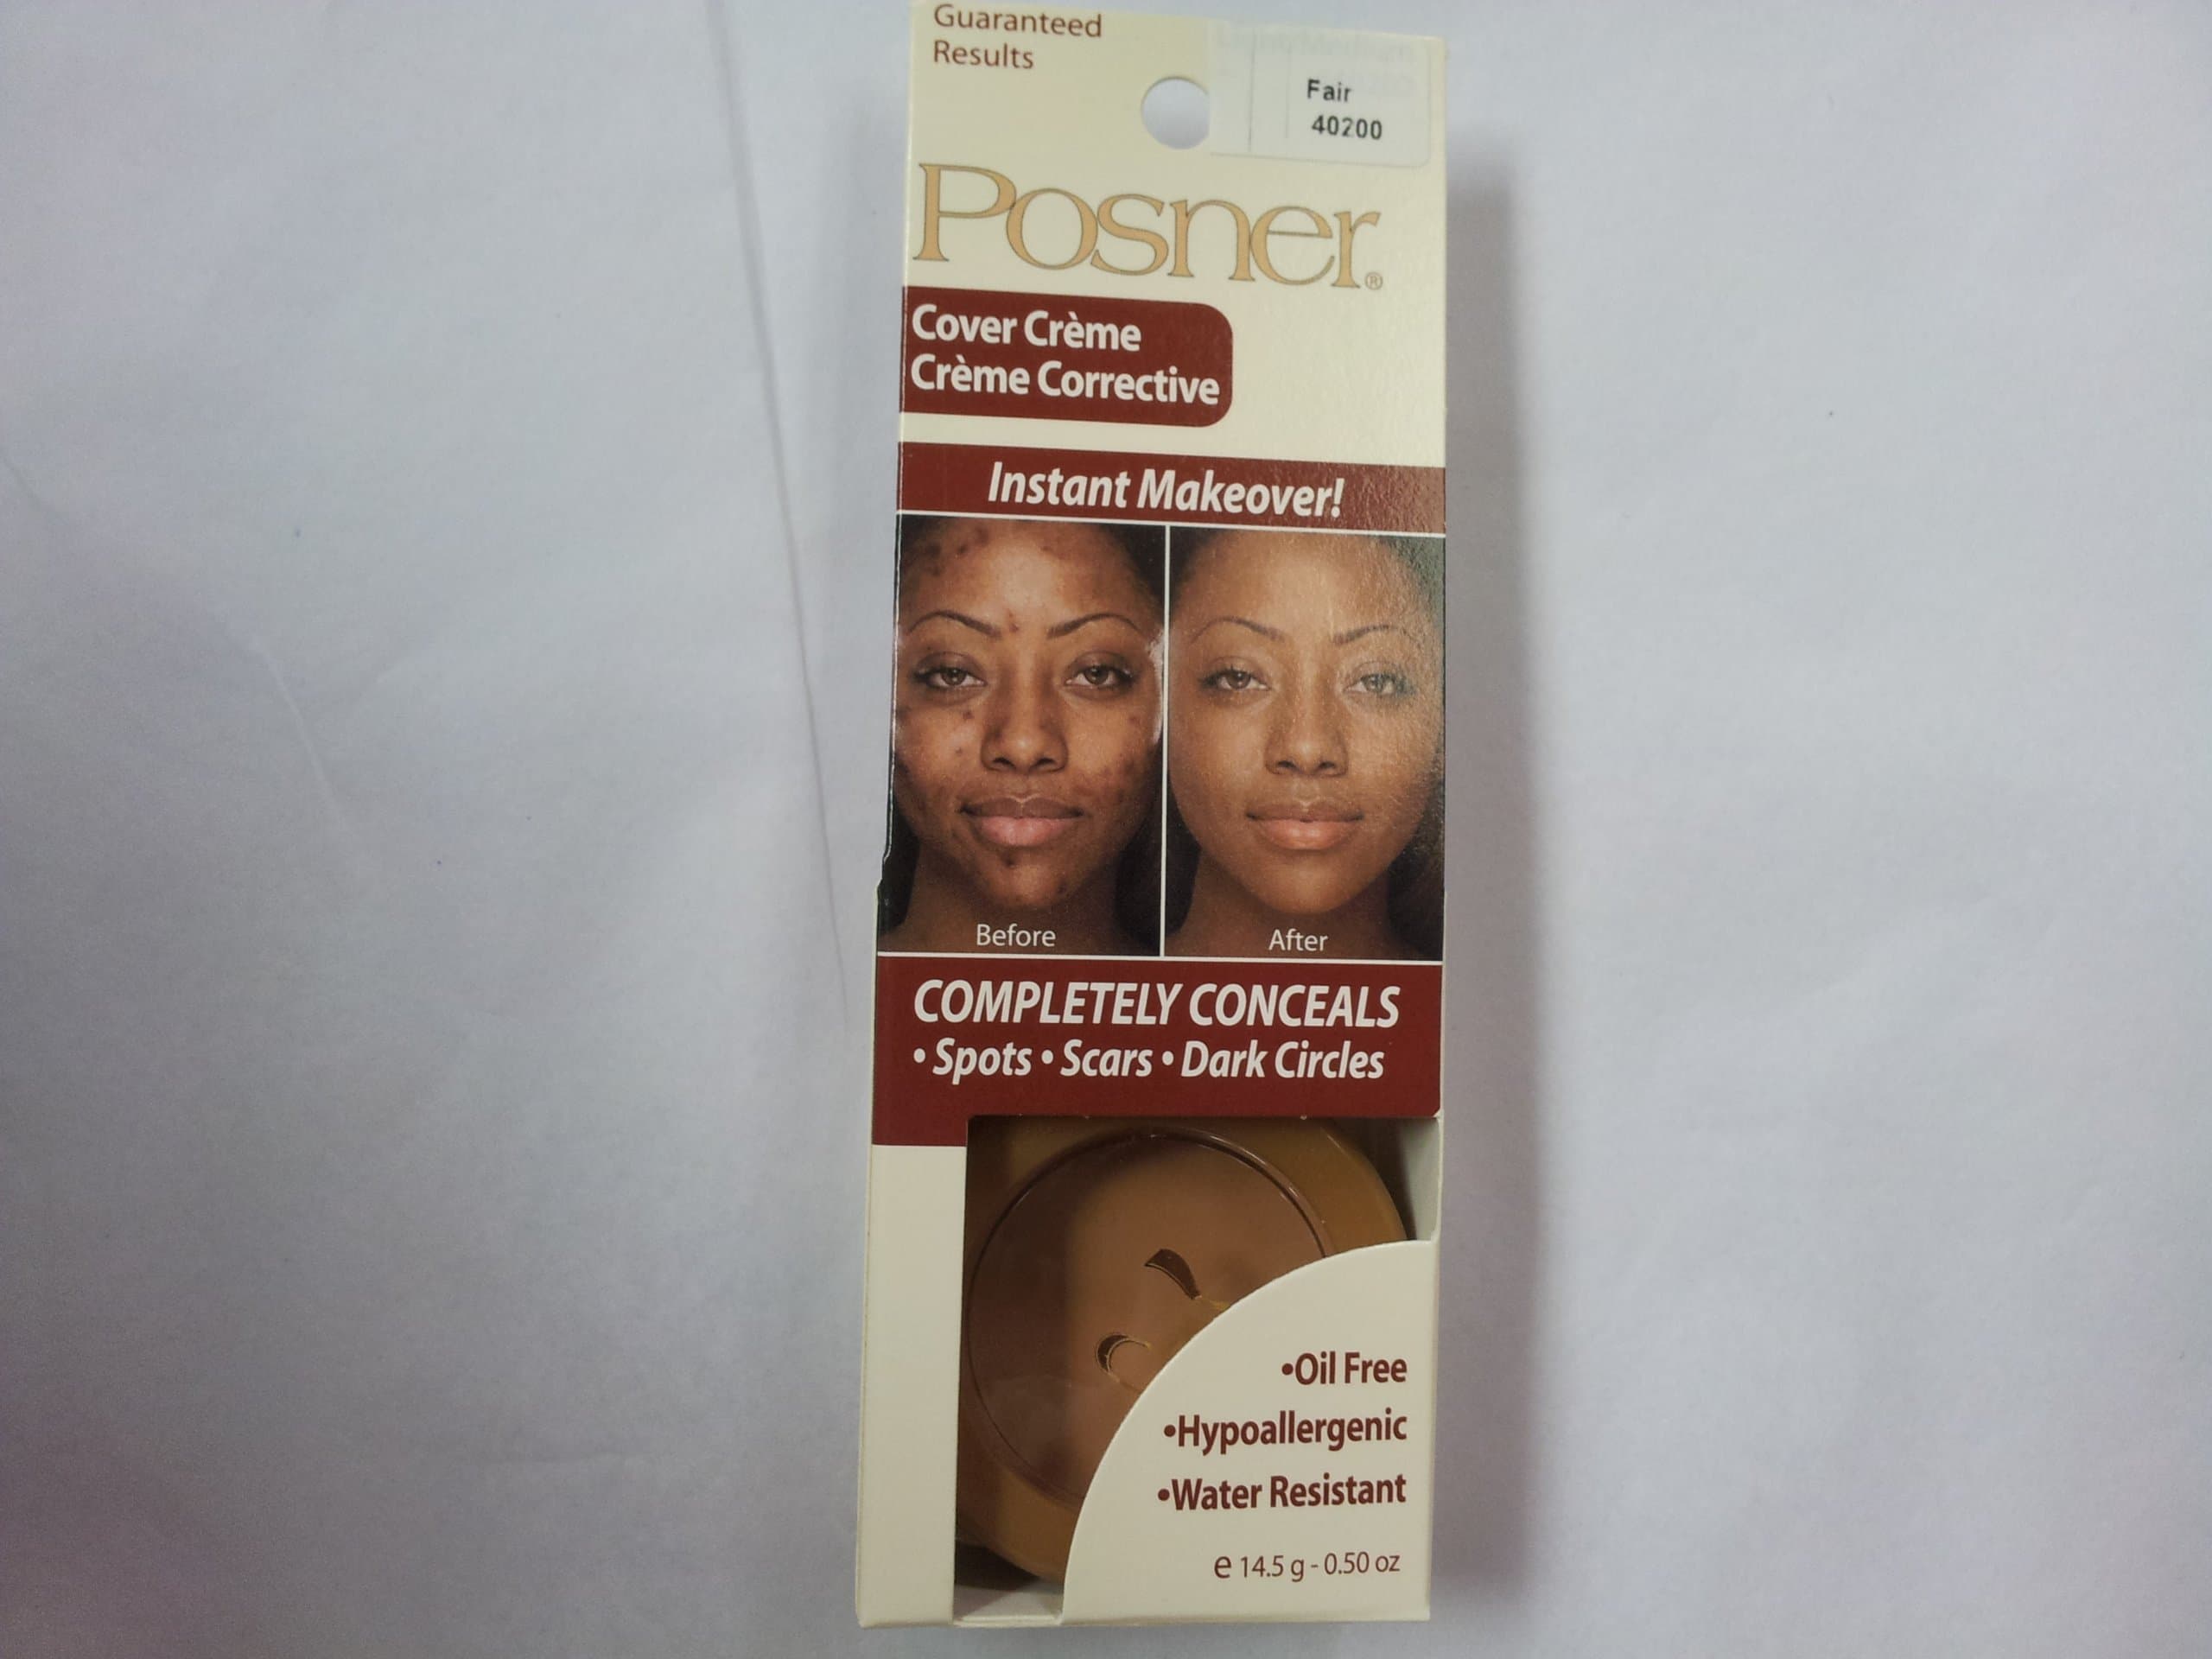 Guaranteed
Results
Fair
40200
Posner®
Cover Crème
Crème Corrective
Instant Makeover!
Before
After
COMPLETELY CONCEALS
• Spots • Scars • Dark Circles
•Oil Free
•Hypoallergenic
•Water Resistant
e 14.5 g - 0.50 oz